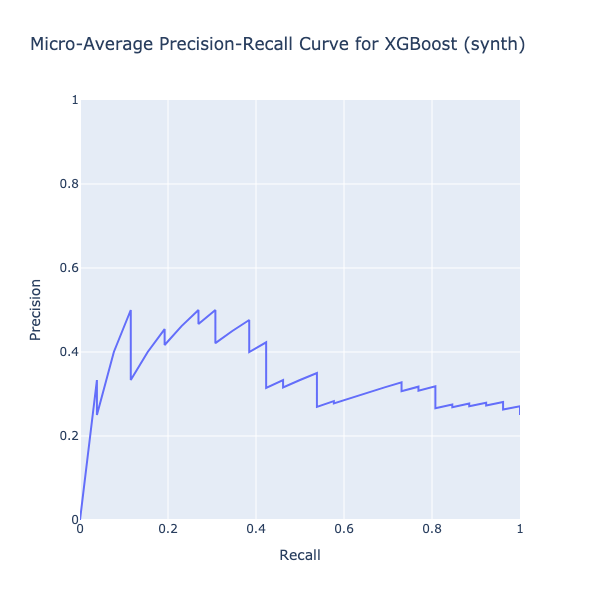 Micro-Average Precision-Recall Curve for XGBoost (synth)
1
0.8
0.6
0.4
0.2
0
Precision
0 0.2 0.4 0.6 0.8 1
Recall